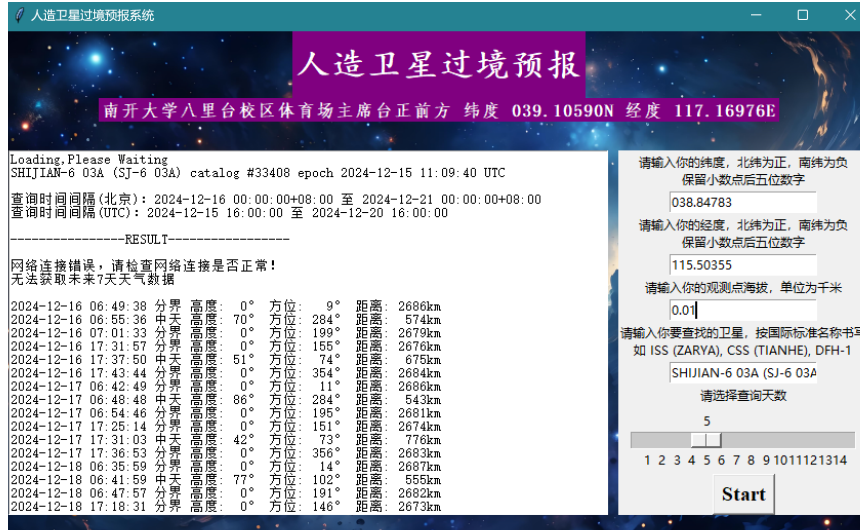 人造卫星过境预报系统
人造卫星过境预报
南开大学八里台校区体育场主席台正前方 纬度 039.10590N 经度 117.16976E
Loading,Please Waiting
SHIJIAN-6 03A (SJ-6 03A) catalog #33408 epoch 2024-12-15 11:09:40 UTC
查询时间间隔(北京): 2024-12-16 00:00:00+08:00 至 2024-12-21 00:00:00+08:00
查询时间间隔(UTC): 2024-12-15 16:00:00 至 2024-12-20 16:00:00
----------------RESULT-----------------
网络连接错误，请检查网络连接是否正常!
无法获取未来7天天气数据
2024-12-16 06:49:38 分界 高度: 0° 方位: 9° 距离: 2686km
2024-12-16 06:55:36 中天 高度: 70° 方位: 284° 距离: 574km
2024-12-16 07:01:33 分界 高度: 0° 方位: 199° 距离: 2679km
2024-12-16 17:31:57 分界 高度: 0° 方位: 155° 距离: 2676km
2024-12-16 17:37:50 中天 高度: 51° 方位: 74° 距离: 675km
2024-12-16 17:43:44 分界 高度: 0° 方位: 354° 距离: 2684km
2024-12-17 06:42:49 分界 高度: 0° 方位: 11° 距离: 2686km
2024-12-17 06:48:48 中天 高度: 86° 方位: 284° 距离: 543km
2024-12-17 06:54:46 分界 高度: 0° 方位: 195° 距离: 2681km
2024-12-17 17:25:14 分界 高度: 0° 方位: 151° 距离: 2674km
2024-12-17 17:31:03 中天 高度: 42° 方位: 73° 距离: 776km
2024-12-17 17:36:53 分界 高度: 0° 方位: 356° 距离: 2683km
2024-12-18 06:35:59 分界 高度: 0° 方位: 14° 距离: 2687km
2024-12-18 06:41:59 中天 高度: 77° 方位: 102° 距离: 555km
2024-12-18 06:47:57 分界 高度: 0° 方位: 191° 距离: 2682km
2024-12-18 17:18:31 分界 高度: 0° 方位: 146° 距离: 2673km
请输入你的纬度，北纬为正，南纬为负
保留小数点后五位数字
038.84783
请输入你的经度，北纬为正，南纬为负
保留小数点后五位数字
115.50355
请输入你的观测点海拔，单位为千米
0.01
请输入你要查找的卫星，按国际标准名称书写
如 ISS (ZARYA), CSS (TIANHE), DFH-1
SHIJIAN-6 03A (SJ-6 03A
请选择查询天数
5
1 2 3 4 5 6 7 8 9 1011121314
Start